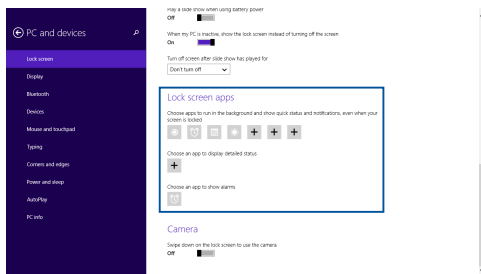 Play a slide show when using battery power
Off
PC and devices
When my PC is inactive, show the lock screen instead of turning off the screen
On
Lock screen
Turn off screen after slide show has played for
Don't turn off
Display
Bluetooth
Lock screen apps
Devices
Choose apps to run in the background and show quick status and notifications, even when your
screen is locked
Mouse and touchpad
Typing
Choose an app to display detailed status
Corners and edges
Power and sleep
Choose an app to show alarms
AutoPlay
PC info
Camera
Swipe down on the lock screen to use the camera
Off